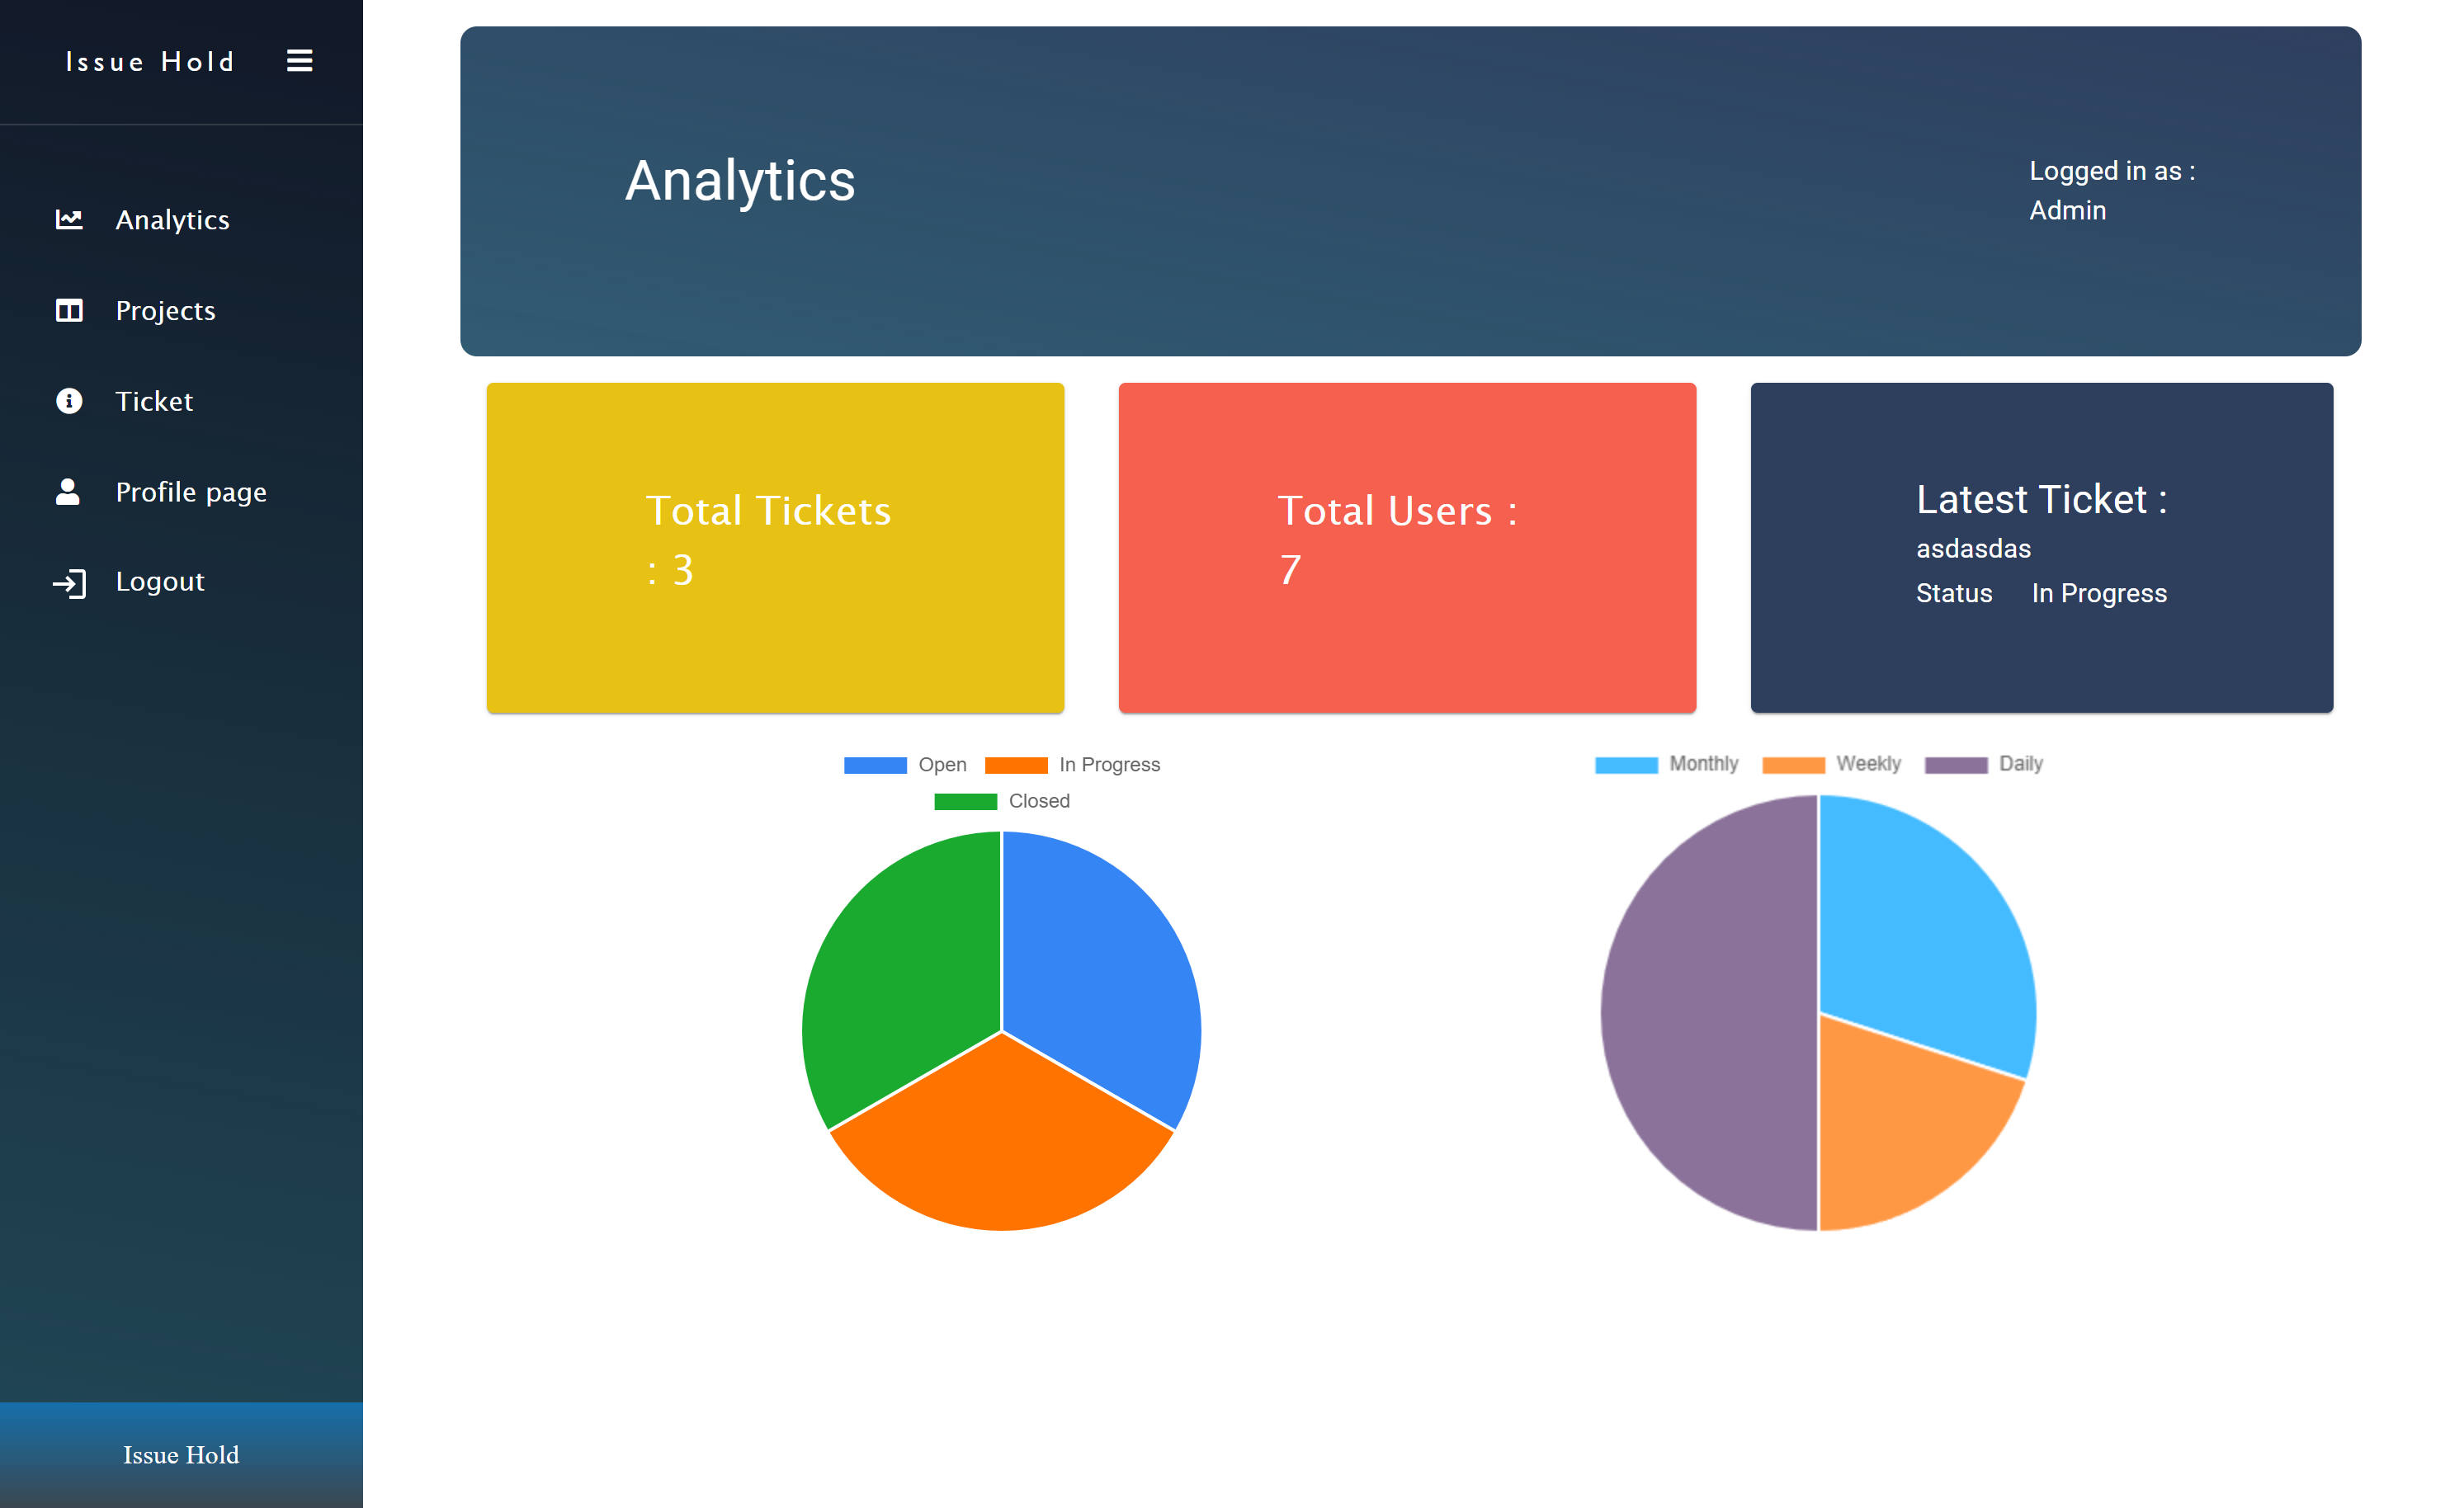 Issue Hold
Analytics
Projects
Ticket
Profile page
Logout
Issue Hold
Analytics
Logged in as :
Admin
Total Tickets
: 3
Total Users :
7
Latest Ticket :
asdasdas
Status In Progress
Open In Progress
Closed
Monthly Weekly Daily